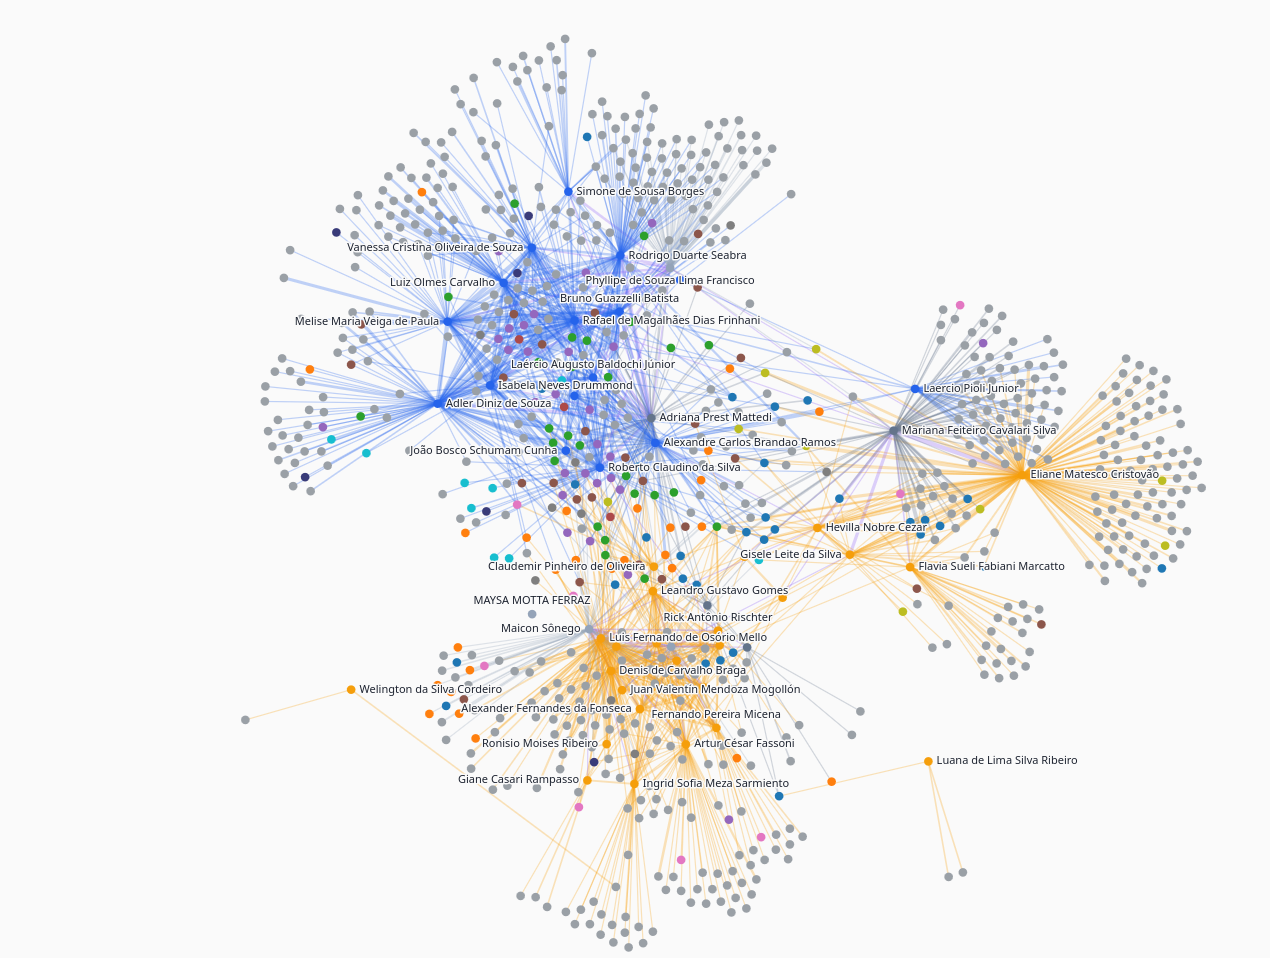 Simone de Sousa Borges
Vanessa Cristina Oliveira de Souza
Rodrigo Duarte Seabra
Luiz Olmes Carvalho
Phyllipe de Souza Lima Francisco
Bruno Guazzelli Batista
Melise Maria Veiga de Paula
Rafael de Magalhães Dias Frinhani
Laercio Augusto Baldochi Júnior
Isabela Neves Drummond
Laercio Pioli Junior
Adler Diniz de Souza
Adriana Prest Mattedi
Mariana Feiteiro Cavalari Silva
Alexandre Carlos Brandao Ramos
João Bosco Schumam Cunha
Roberto Claudino da Silva
Eliane Matesco Cristovão
Hevilla Nobre Cezar
Gisele Leite da Silva
Claudemir Pinheiro de Oliveira
Flavia Sueli Fabiani Marcatto
Leandro Gustavo Gomes
MAYSA MOTTA FERRAZ
Rick Antônio Rischter
Maicon Sônego
Luis Fernando de Osório Mello
Denis de Carvalho Braga
Welington da Silva Cordeiro
Juan Valentín Mendoza Mogollón
Alexander Fernandes da Fonseca
Fernando Pereira Micena
Ronisio Moises Ribeiro
Artur César Fassoni
Luana de Lima Silva Ribeiro
Giane Casari Rampasso
Ingrid Sofia Meza Sarmiento